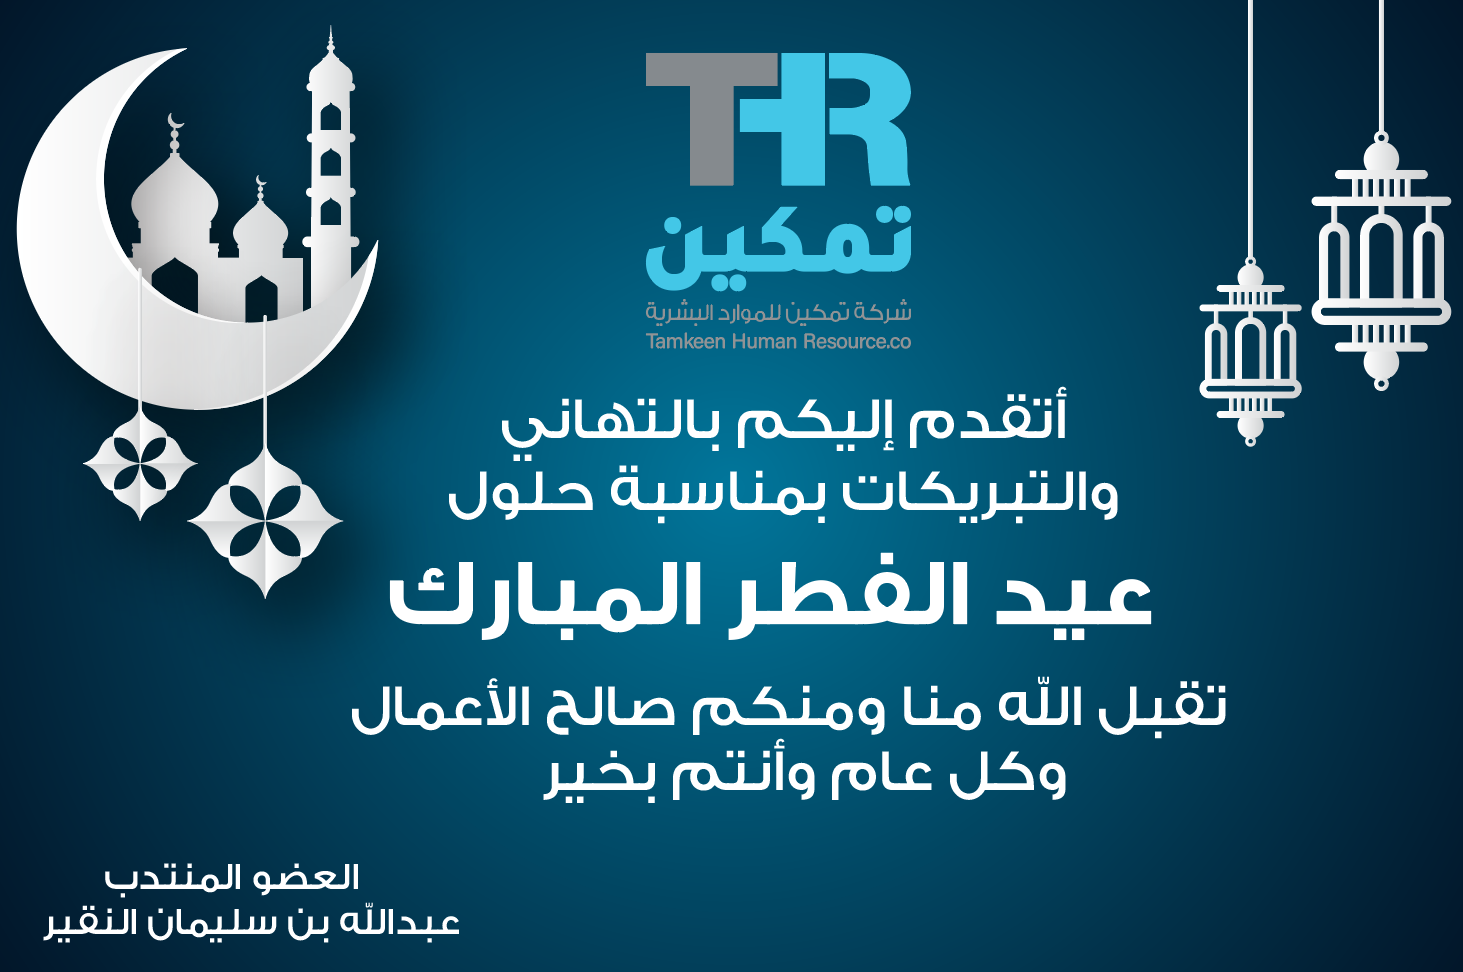 THR
تمكين
شركة تمكين للموارد البشرية
Tamkeen Human Resource.co
أتقدم إليكم بالتهاني
والتبريكات بمناسبة حلول
عيد الفطر المبارك
تقبل الله منا ومنكم صالح الأعمال
وكل عام وأنتم بخير
العضو المنتدب
عبدالله بن سليمان النقير